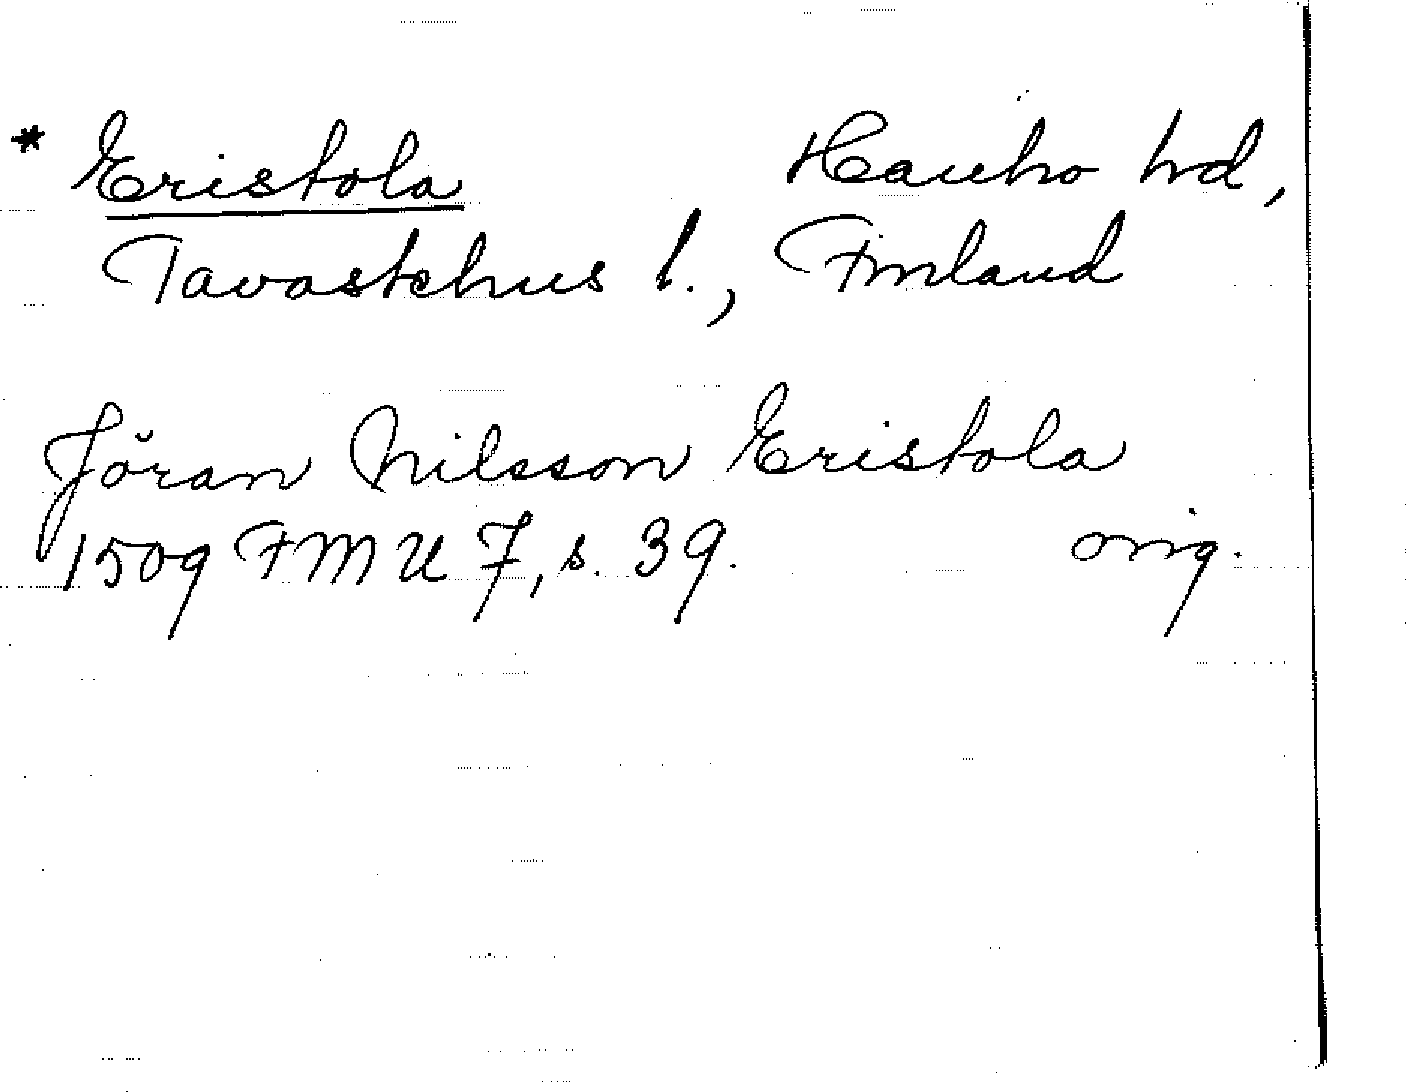 * Eristola Hauho hd,
Tavastehus l., Finland
Jöran Nilsson Eristola
1509 FMU 7, s. 39. orig.